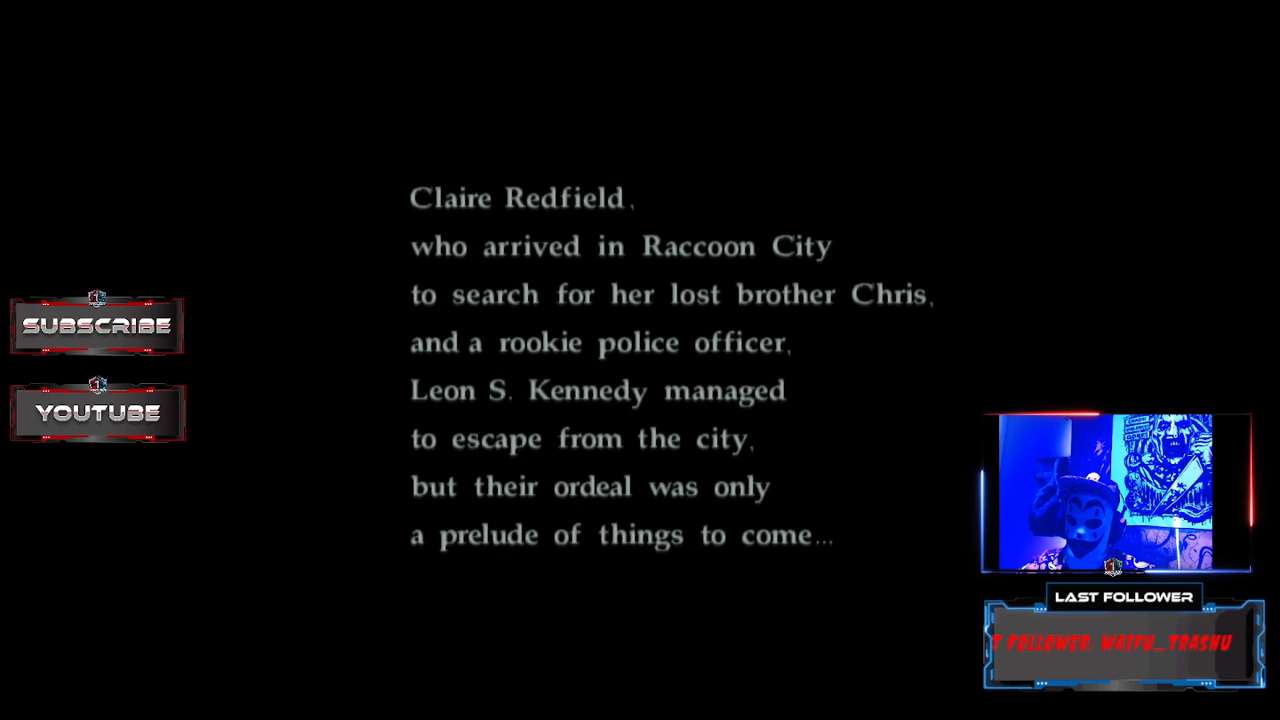 Claire Redfield,
who arrived in Raccoon City
to search for her lost brother Chris,
and a rookie police officer,
Leon S. Kennedy managed
to escape from the city,
but their ordeal was only
a prelude of things to come...
SUBSCRIBE
YOUTUBE
LAST FOLLOWER
T FOLLOWER: WAIFU_TRASHU